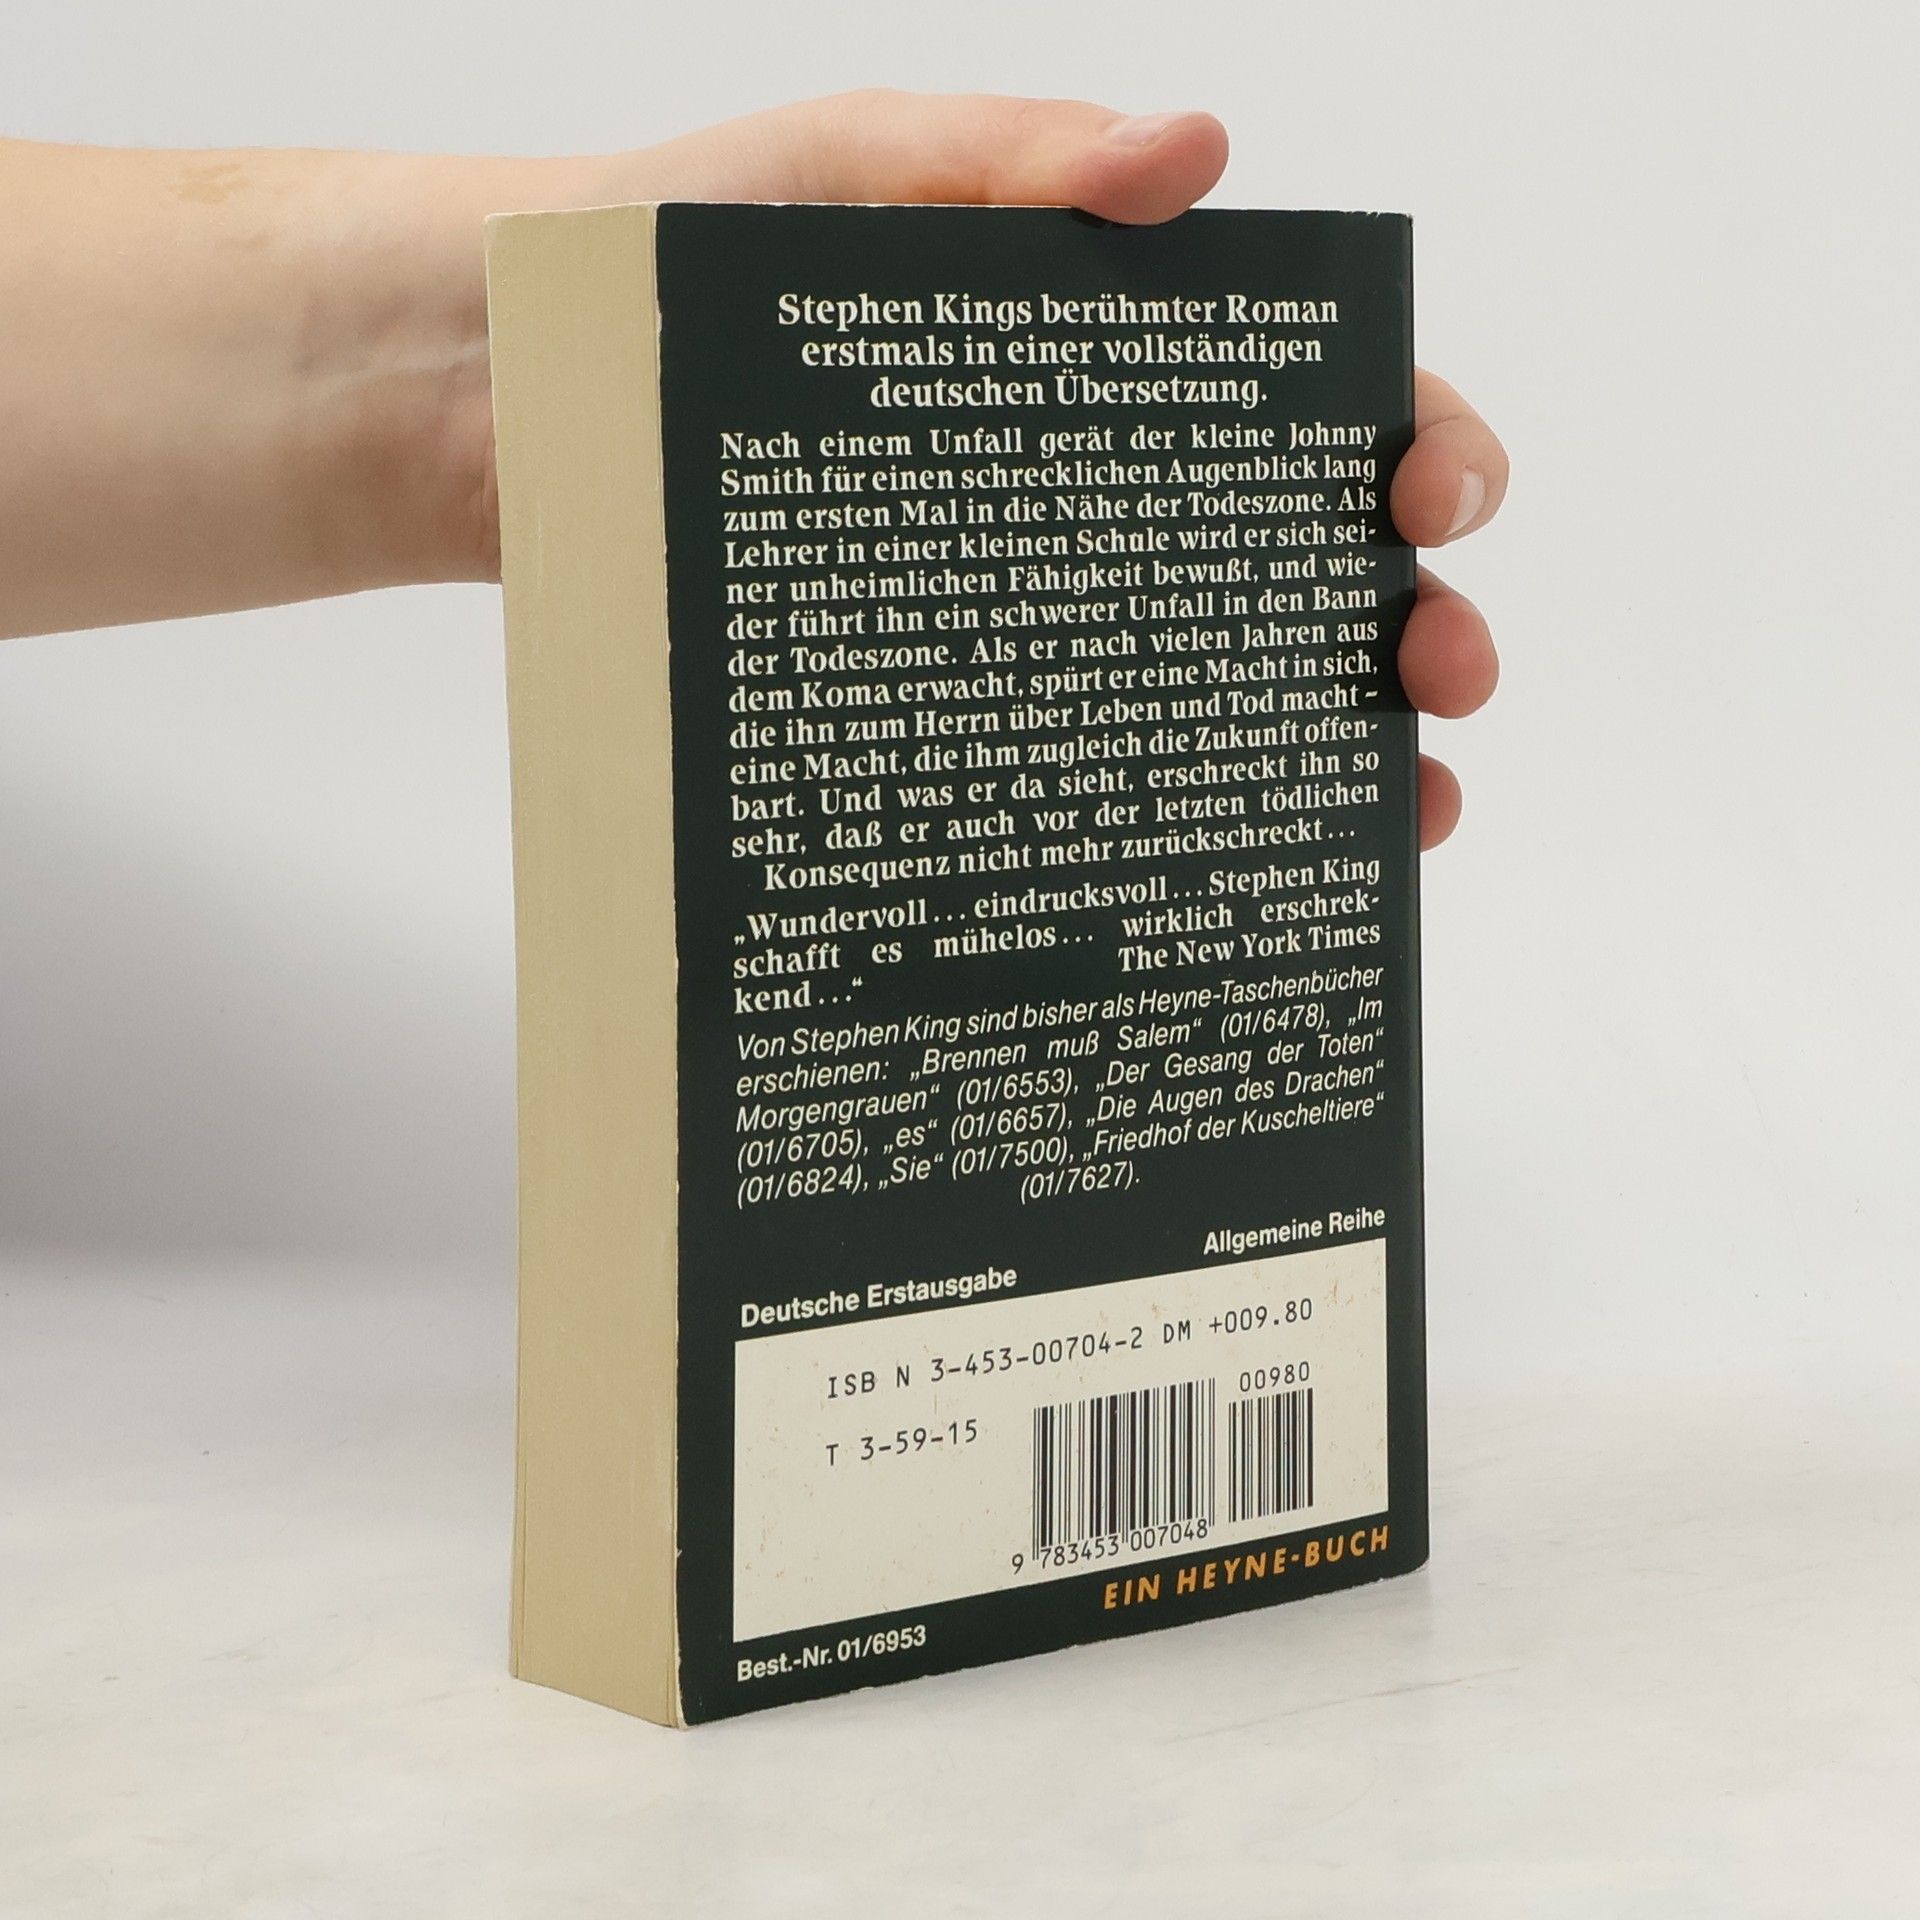 Stephen Kings berühmter Roman
erstmals in einer vollständigen
deutschen Übersetzung.
Nach einem Unfall gerät der kleine Johnny
Smith für einen schrecklichen Augenblick lang
zum ersten Mal in die Nähe der Todeszone. Als
Lehrer in einer kleinen Schule wird er sich sei-
ner unheimlichen Fähigkeit bewußt, und wie-
der führt ihn ein schwerer Unfall in den Bann
der Todeszone. Als er nach vielen Jahren aus
dem Koma erwacht, spürt er eine Macht in sich,
die ihn zum Herrn über Leben und Tod macht –
eine Macht, die ihm zugleich die Zukunft offen-
bart. Und was er da sieht, erschreckt ihn so
sehr, daß er auch vor der letzten tödlichen
Konsequenz nicht mehr zurückschreckt...
„Wundervoll... eindrucksvoll... Stephen King
schafft es mühelos... wirklich erschrek-
kend...“ The New York Times
Von Stephen King sind bisher als Heyne-Taschenbücher
erschienen: „Brennen muß Salem“ (01/6478), „Im
Morgengrauen“ (01/6553), „Der Gesang der Toten“
(01/6705), „es“ (01/6657), „Die Augen des Drachen“
(01/6824), „Sie“ (01/7500), „Friedhof der Kuscheltiere“
(01/7627).
Deutsche Erstausgabe Allgemeine Reihe
ISB N 3-453-00704-2 DM +009.80
00980
T 3-59-15
9 783453 007048
EIN HEYNE-BUCH
Best.-Nr. 01/6953